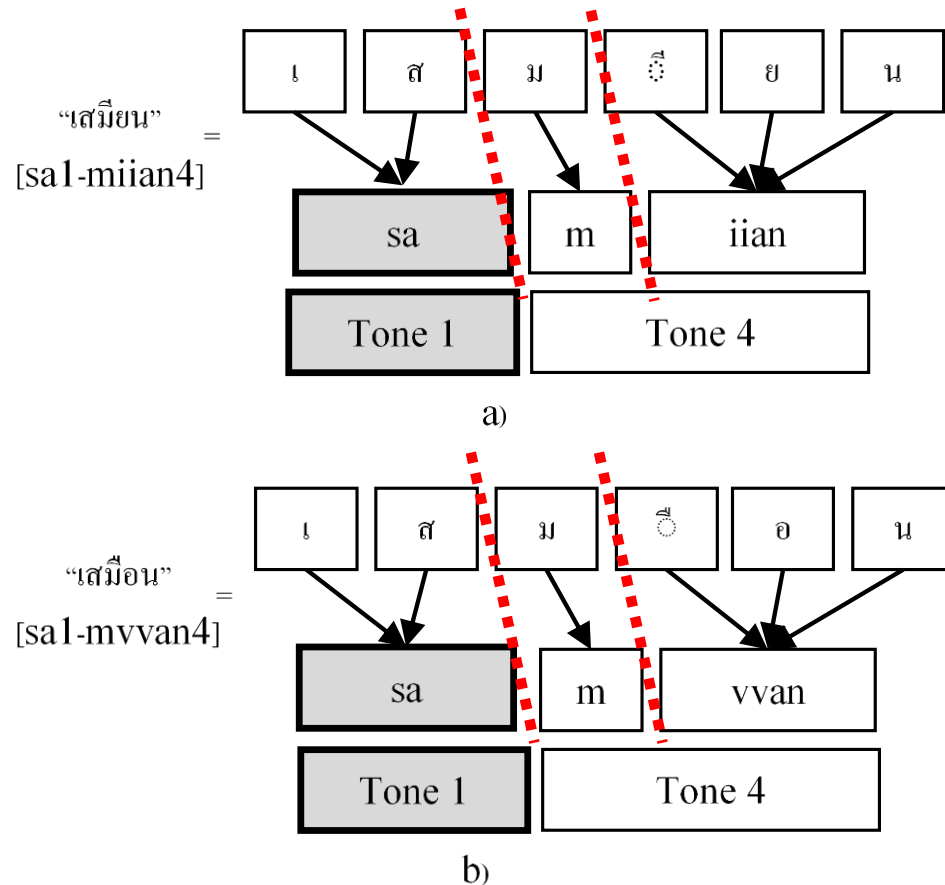 เ ส ม ◌ี ย น
“เสมียน” =
[sa1-miian4]
sa m iian
Tone 1 Tone 4
a)
เ ส ม ◌ื อ น
“เสมือน” =
[sa1-mvvan4]
sa m vvan
Tone 1 Tone 4
b)